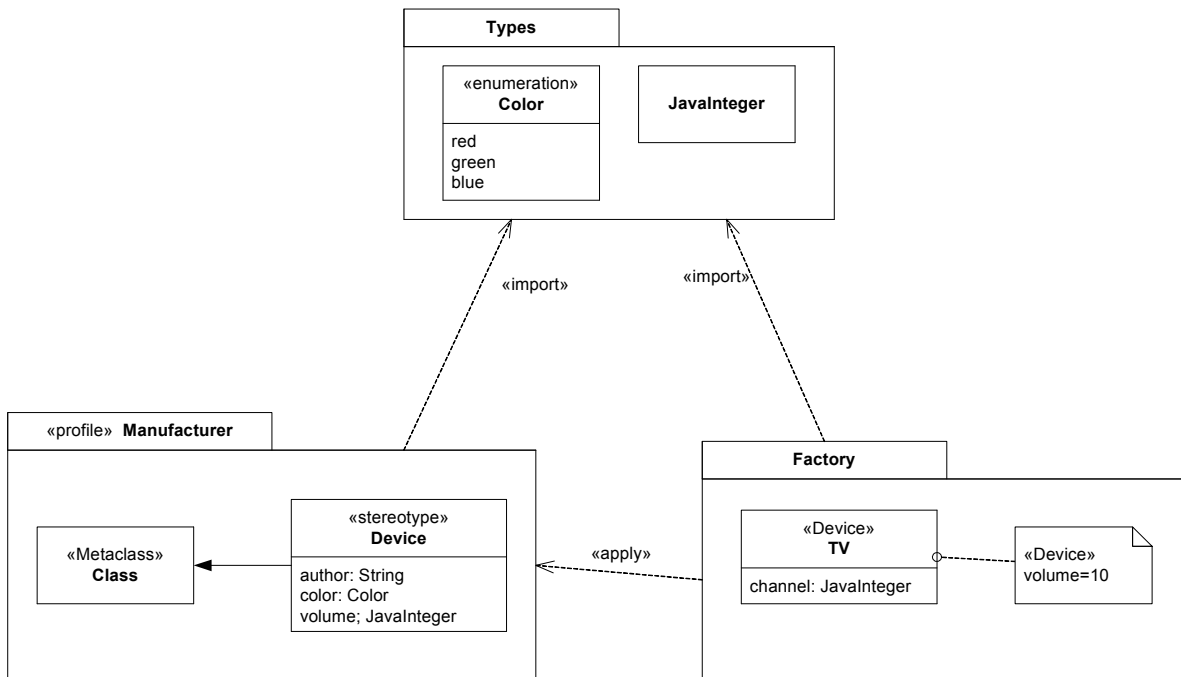 Types
«enumeration»
Color
red
green
blue
JavaInteger
«import»
«import»
«profile» Manufacturer
«Metaclass»
Class
«stereotype»
Device
author: String
color: Color
volume; JavaInteger
«apply»
Factory
«Device»
TV
channel: JavaInteger
«Device»
volume=10